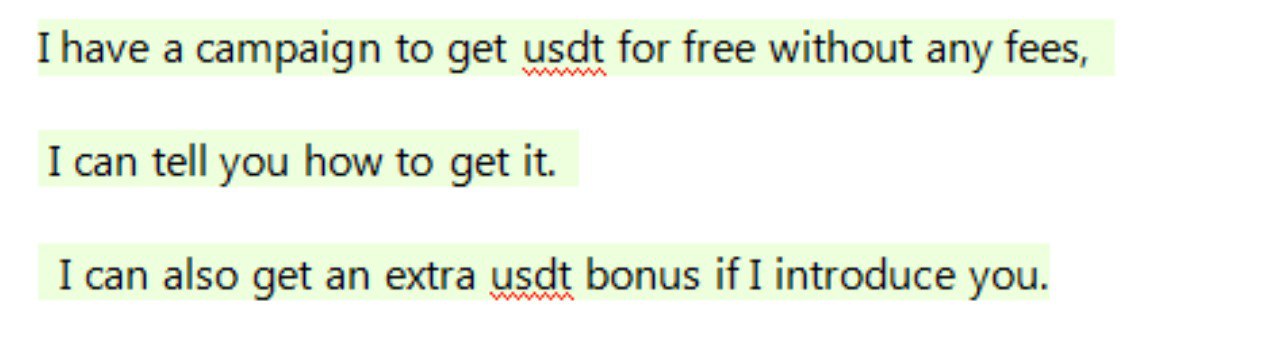 I have a campaign to get usdt for free without any fees,
I can tell you how to get it.
I can also get an extra usdt bonus if I introduce you.